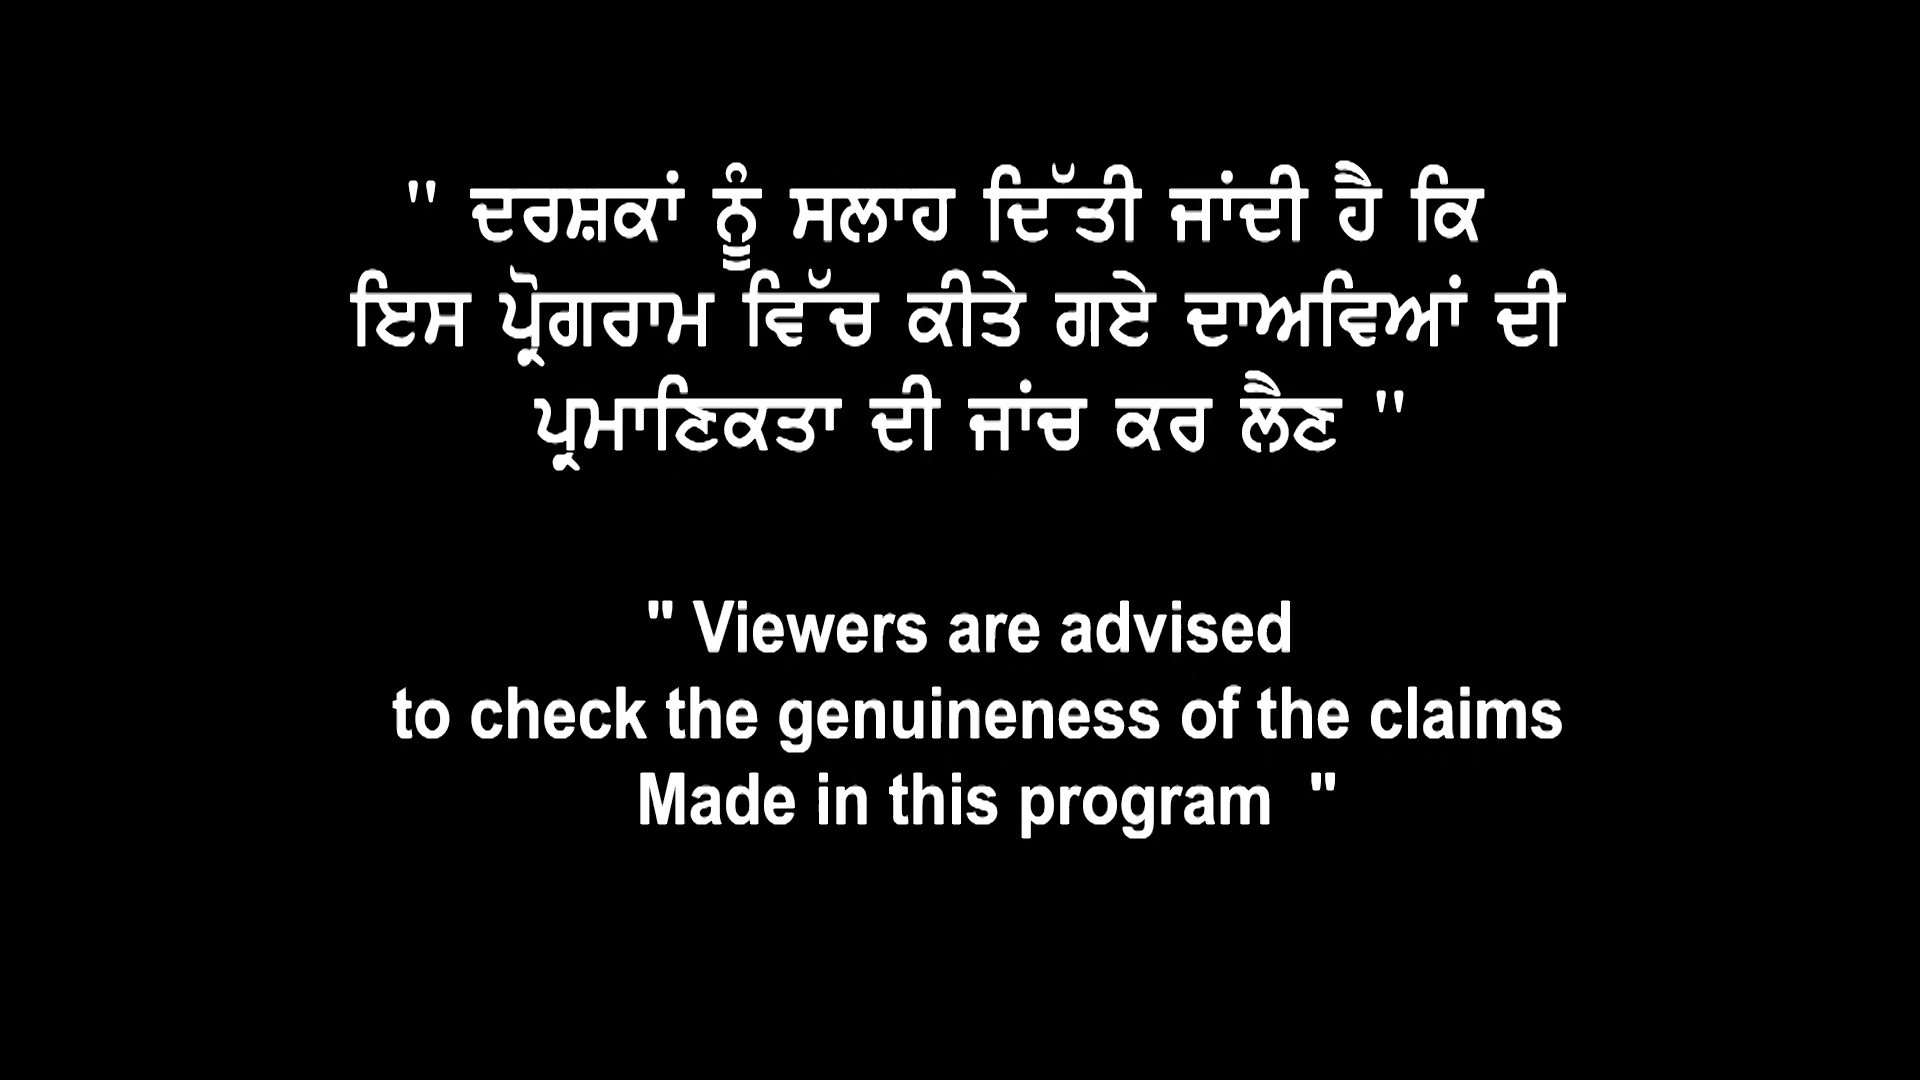 " ਦਰਸ਼ਕਾਂ ਨੂੰ ਸਲਾਹ ਦਿੱਤੀ ਜਾਂਦੀ ਹੈ ਕਿ
ਇਸ ਪ੍ਰੋਗਰਾਮ ਵਿੱਚ ਕੀਤੇ ਗਏ ਦਾਅਵਿਆਂ ਦੀ
ਪ੍ਰਮਾਣਿਕਤਾ ਦੀ ਜਾਂਚ ਕਰ ਲੈਣ "
" Viewers are advised
to check the genuineness of the claims
Made in this program "